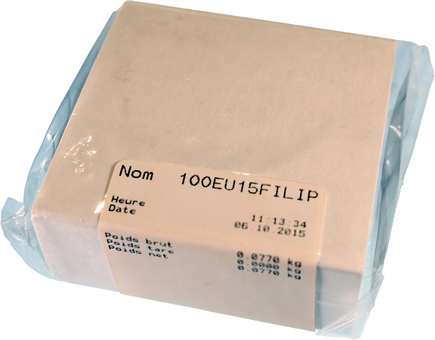 Nom 100EU15FILIP
Heure 11:13:34
Date 06.10.2015
Poids brut 0.0770 kg
Poids tare 0.0000 kg
Poids net 0.0770 kg